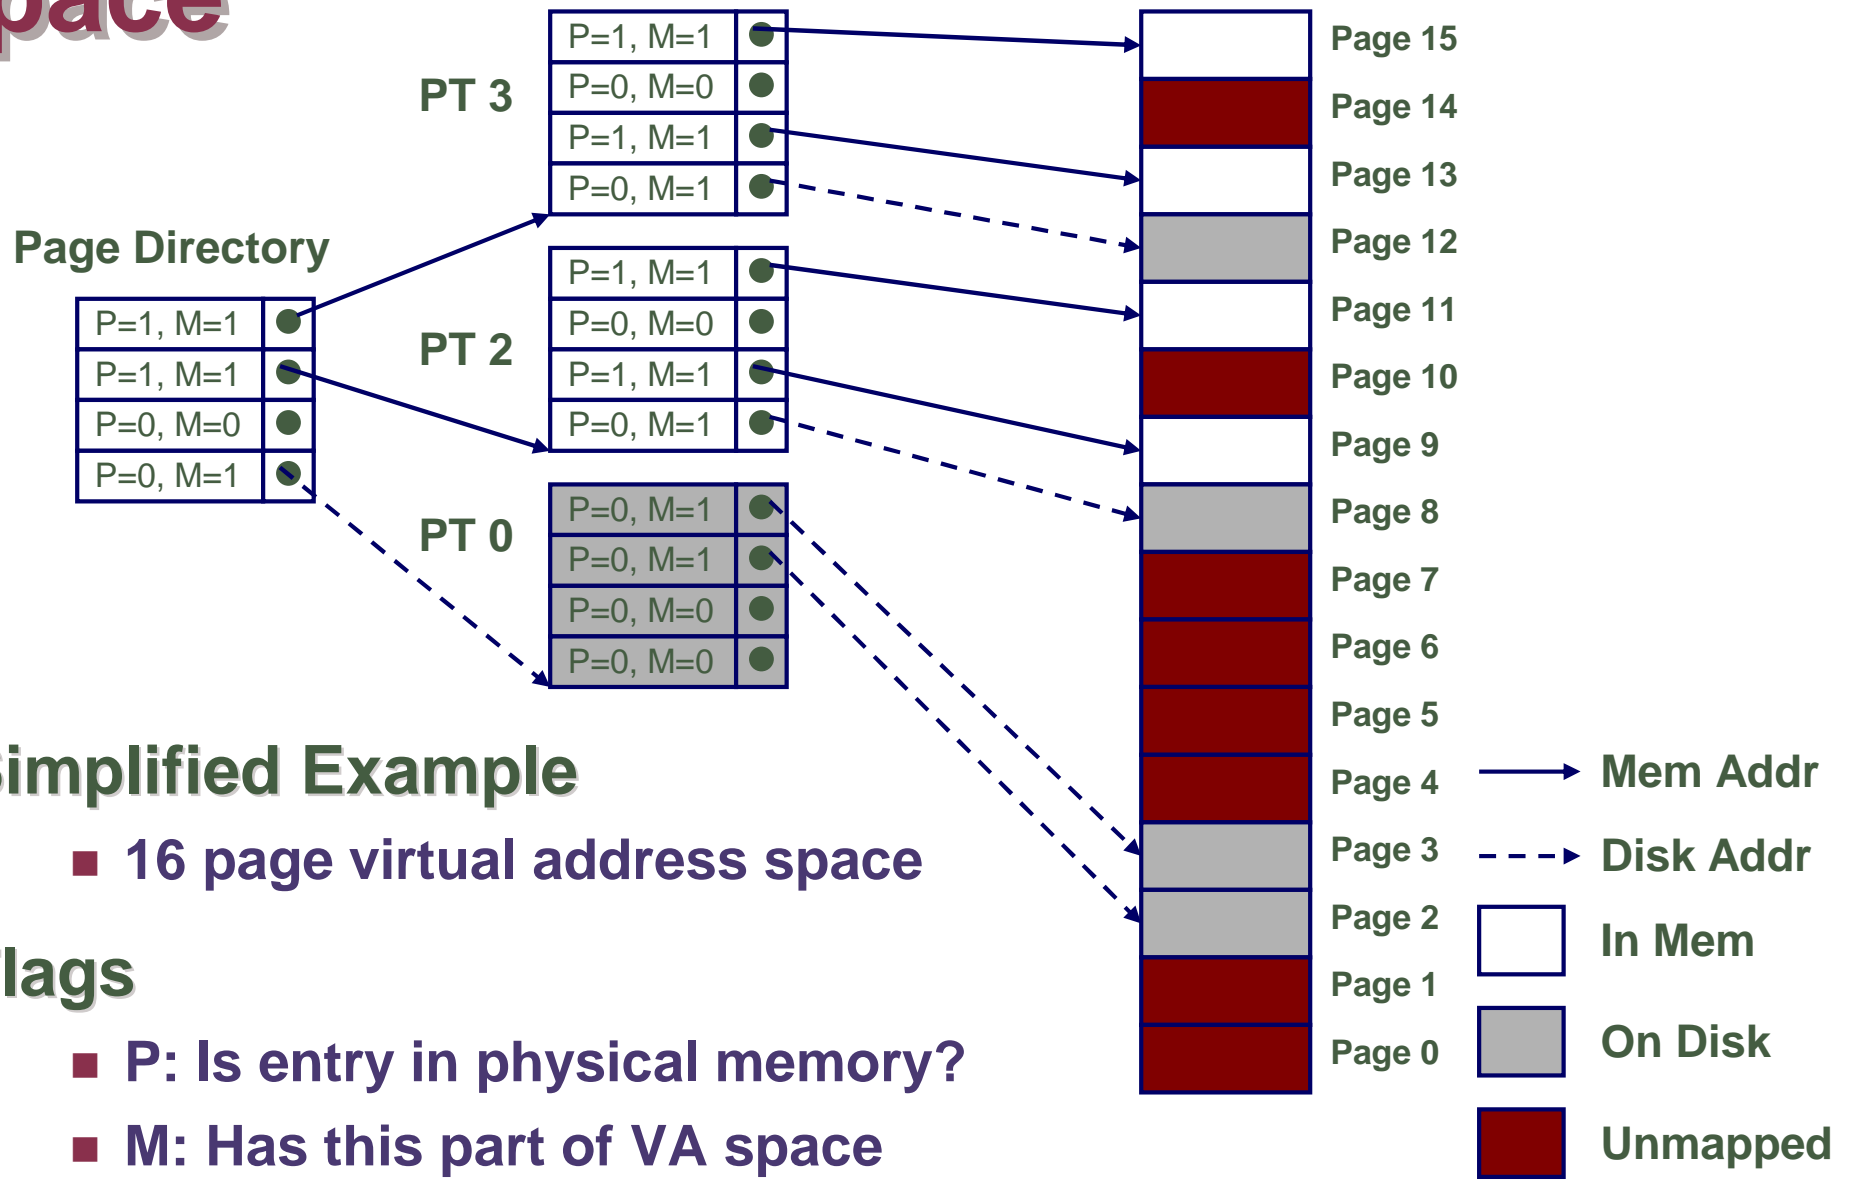 pace
P=1, M=1
PT 3
P=0, M=0
P=1, M=1
P=0, M=1
Page Directory
P=1, M=1
P=1, M=1
P=0, M=0
P=0, M=1
PT 2
P=1, M=1
P=0, M=0
P=1, M=1
P=0, M=1
PT 0
P=0, M=1
P=0, M=1
P=0, M=0
P=0, M=0
Page 15
Page 14
Page 13
Page 12
Page 11
Page 10
Page 9
Page 8
Page 7
Page 6
Page 5
Page 4
Page 3
Page 2
Page 1
Page 0
Mem Addr
Disk Addr
In Mem
On Disk
Unmapped
implified Example
16 page virtual address space
lags
P: Is entry in physical memory?
M: Has this part of VA space